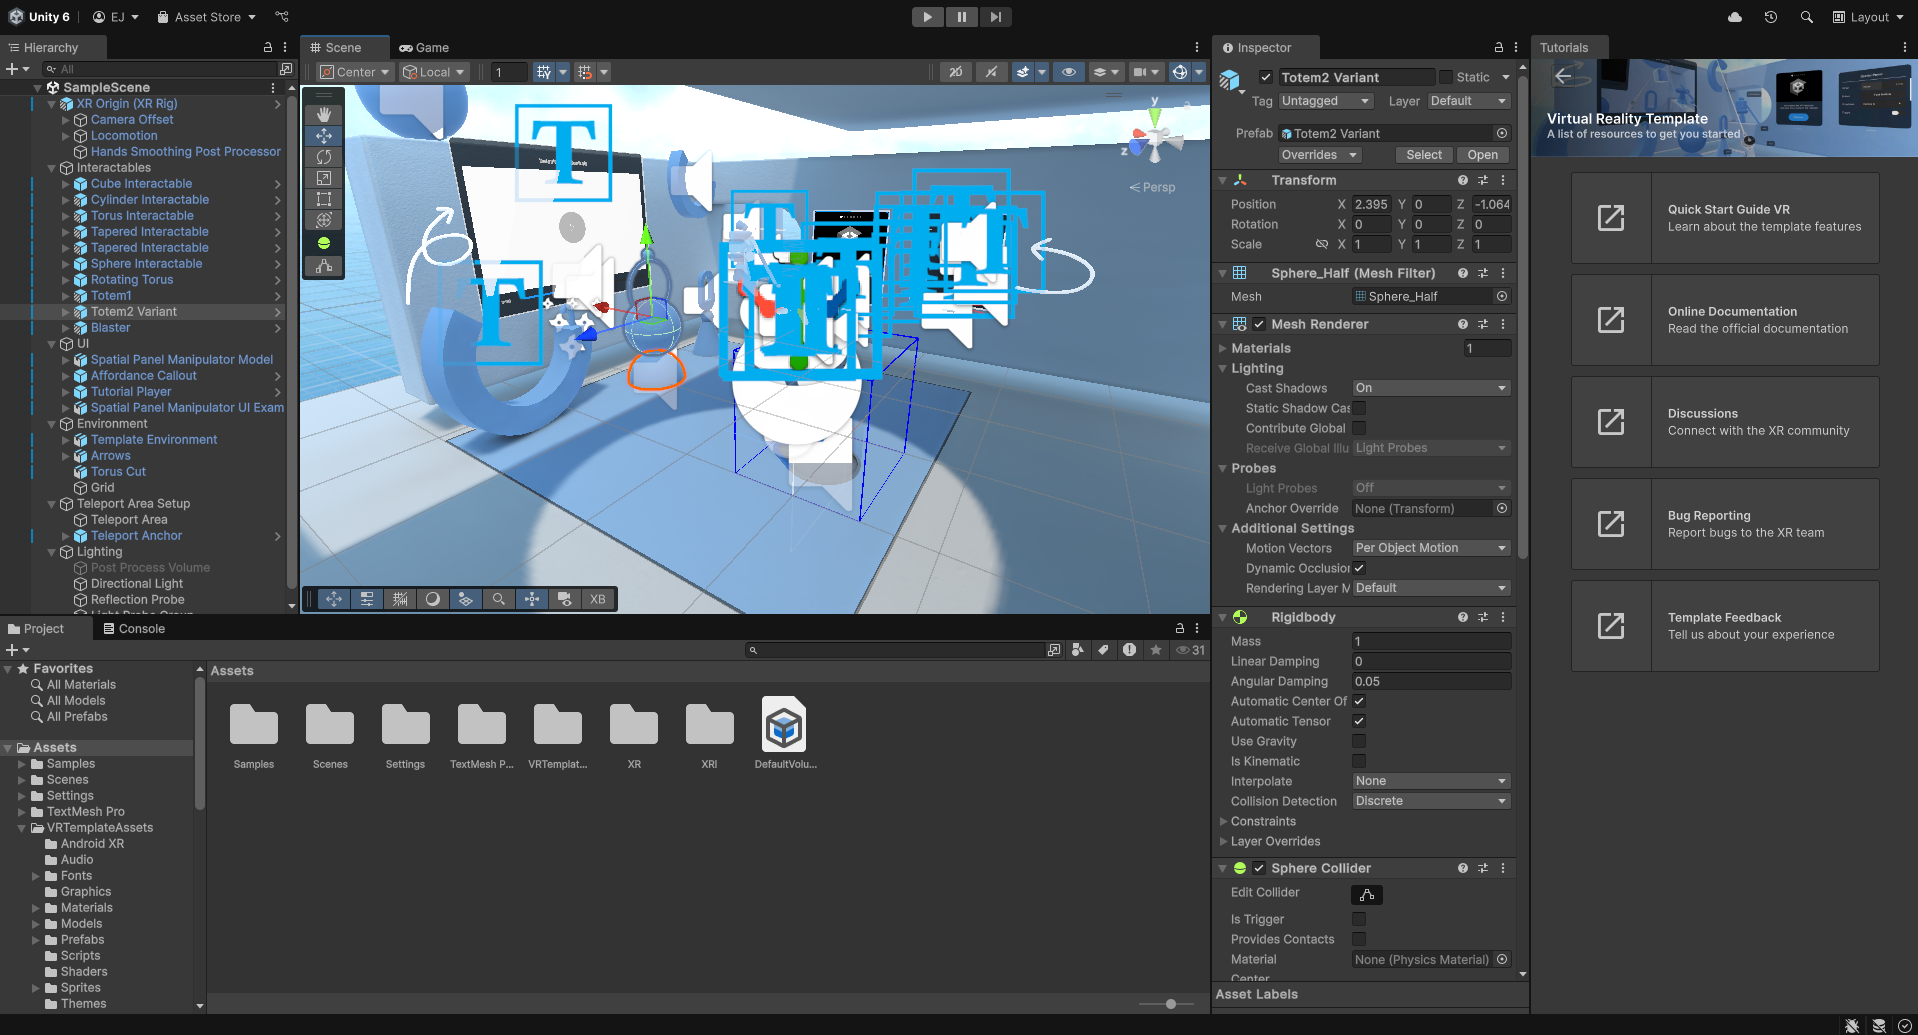 Unity 6
EJ
Asset Store
Layout
Hierarchy
All
SampleScene
XR Origin (XR Rig)
Camera Offset
Locomotion
Hands Smoothing Post Processor
Interactables
Cube Interactable
Cylinder Interactable
Torus Interactable
Tapered Interactable
Tapered Interactable
Sphere Interactable
Rotating Torus
Totem1
Totem2 Variant
Blaster
UI
Spatial Panel Manipulator Model
Affordance Callout
Tutorial Player
Spatial Panel Manipulator UI Exam
Environment
Template Environment
Arrows
Torus Cut
Grid
Teleport Area Setup
Teleport Area
Teleport Anchor
Lighting
Post Process Volume
Directional Light
Reflection Probe
Scene
Game
Center
Local
1
2D
y
z
Persp
T
T
XB
Inspector
Totem2 Variant
Static
Tag
Untagged
Layer
Default
Prefab
Totem2 Variant
Overrides
Select
Open
Transform
Position
X 2.395 Y 0 Z -1.064
Rotation
X 0 Y 0 Z 0
Scale
X 1 Y 1 Z 1
Sphere_Half (Mesh Filter)
Mesh
Sphere_Half
Mesh Renderer
Materials
1
Lighting
Cast Shadows
On
Static Shadow Cas
Contribute Global
Receive Global Illu
Light Probes
Probes
Light Probes
Off
Anchor Override
None (Transform)
Additional Settings
Motion Vectors
Per Object Motion
Dynamic Occlusion
Rendering Layer M
Default
Rigidbody
Mass
1
Linear Damping
0
Angular Damping
0.05
Automatic Center Of
Automatic Tensor
Use Gravity
Is Kinematic
Interpolate
None
Collision Detection
Discrete
Constraints
Layer Overrides
Sphere Collider
Edit Collider
Is Trigger
Provides Contacts
Material
None (Physics Material)
Center
Asset Labels
Tutorials
Virtual Reality Template
A list of resources to get you started
Quick Start Guide VR
Learn about the template features
Online Documentation
Read the official documentation
Discussions
Connect with the XR community
Bug Reporting
Report bugs to the XR team
Template Feedback
Tell us about your experience
Project
Console
31
Favorites
All Materials
All Models
All Prefabs
Assets
Samples
Scenes
Settings
TextMesh Pro
VRTemplateAssets
Android XR
Audio
Fonts
Graphics
Materials
Models
Prefabs
Scripts
Shaders
Sprites
Themes
Assets
Samples
Scenes
Settings
TextMesh P...
VRTemplat...
XR
XRI
DefaultVolu...